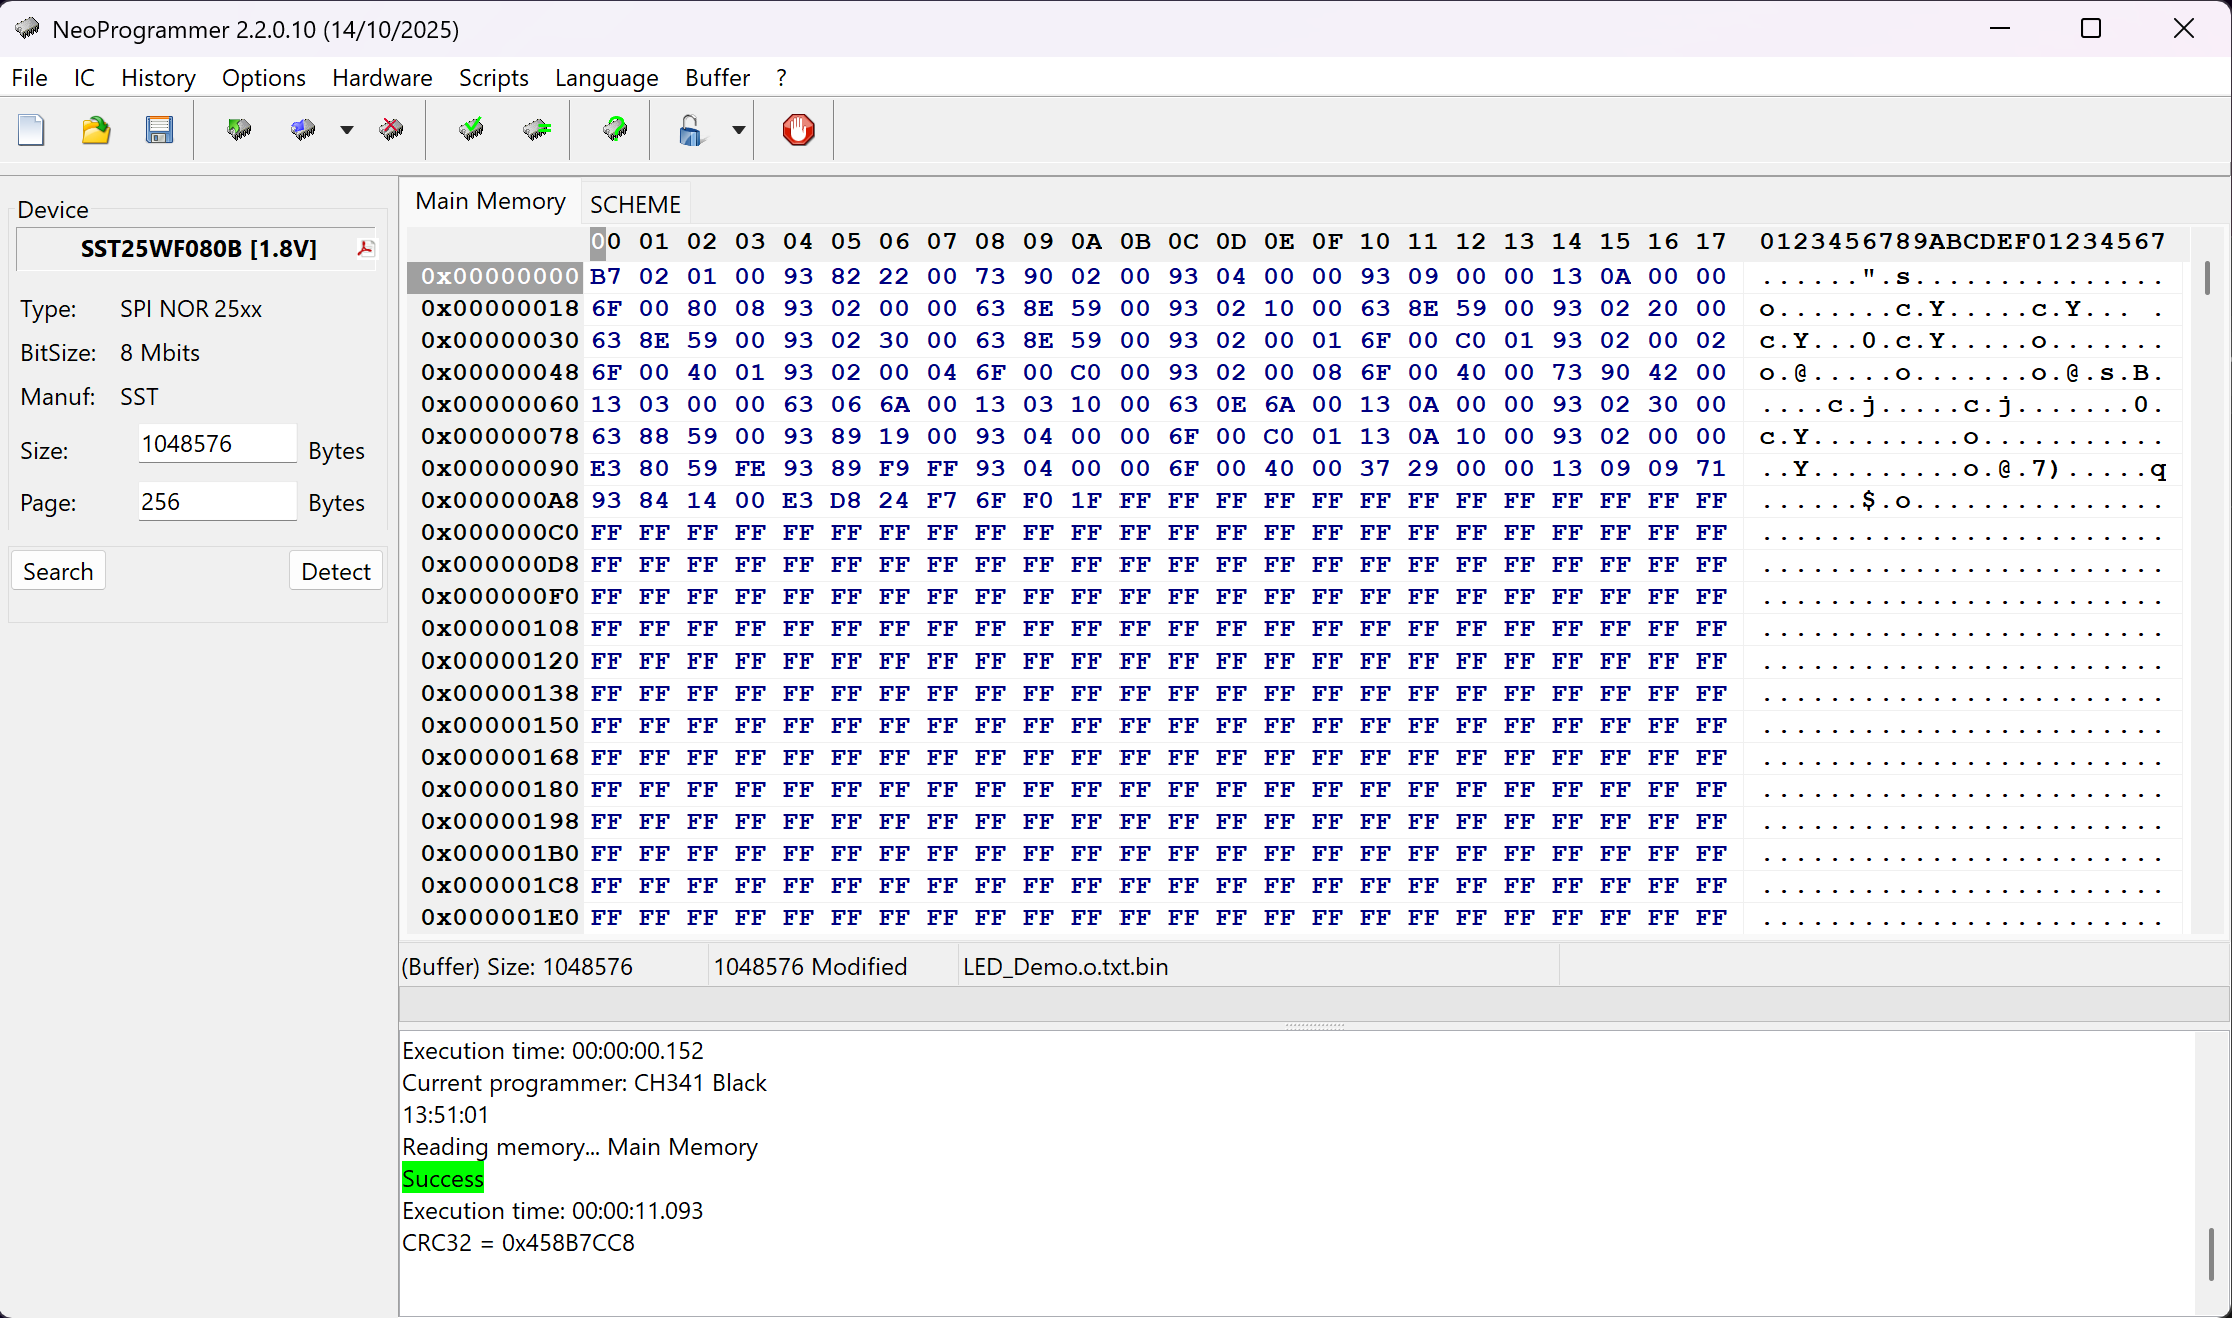 NeoProgrammer 2.2.0.10 (14/10/2025)
File IC History Options Hardware Scripts Language Buffer ?
Device
SST25WF080B [1.8V]
Type: SPI NOR 25xx
BitSize: 8 Mbits
Manuf: SST
Size: 1048576 Bytes
Page: 256 Bytes
Search Detect
Main Memory SCHEME
00 01 02 03 04 05 06 07 08 09 0A 0B 0C 0D 0E 0F 10 11 12 13 14 15 16 17 0123456789ABCDEF01234567
0x00000000 B7 02 01 00 93 82 22 00 73 90 02 00 93 04 00 00 93 09 00 00 13 0A 00 00 ......".s...............
0x00000018 6F 00 80 08 93 02 00 00 63 8E 59 00 93 02 10 00 63 8E 59 00 93 02 20 00 o.......c.Y.....c.Y... .
0x00000030 63 8E 59 00 93 02 30 00 63 8E 59 00 93 02 00 01 6F 00 C0 01 93 02 00 02 c.Y...0.c.Y.....o.......
0x00000048 6F 00 40 01 93 02 00 04 6F 00 C0 00 93 02 00 08 6F 00 40 00 73 90 42 00 o.@.....o.......o.@.s.B.
0x00000060 13 03 00 00 63 06 6A 00 13 03 10 00 63 0E 6A 00 13 0A 00 00 93 02 30 00 ....c.j.....c.j.......0.
0x00000078 63 88 59 00 93 89 19 00 93 04 00 00 6F 00 C0 01 13 0A 10 00 93 02 00 00 c.Y.........o...........
0x00000090 E3 80 59 FE 93 89 F9 FF 93 04 00 00 6F 00 40 00 37 29 00 00 13 09 09 71 ..Y.........o.@.7).....q
0x000000A8 93 84 14 00 E3 D8 24 F7 6F F0 1F FF FF FF FF FF FF FF FF FF FF FF FF FF ......$.o...............
0x000000C0 FF FF FF FF FF FF FF FF FF FF FF FF FF FF FF FF FF FF FF FF FF FF FF FF ........................
0x000000D8 FF FF FF FF FF FF FF FF FF FF FF FF FF FF FF FF FF FF FF FF FF FF FF FF ........................
0x000000F0 FF FF FF FF FF FF FF FF FF FF FF FF FF FF FF FF FF FF FF FF FF FF FF FF ........................
0x00000108 FF FF FF FF FF FF FF FF FF FF FF FF FF FF FF FF FF FF FF FF FF FF FF FF ........................
0x00000120 FF FF FF FF FF FF FF FF FF FF FF FF FF FF FF FF FF FF FF FF FF FF FF FF ........................
0x00000138 FF FF FF FF FF FF FF FF FF FF FF FF FF FF FF FF FF FF FF FF FF FF FF FF ........................
0x00000150 FF FF FF FF FF FF FF FF FF FF FF FF FF FF FF FF FF FF FF FF FF FF FF FF ........................
0x00000168 FF FF FF FF FF FF FF FF FF FF FF FF FF FF FF FF FF FF FF FF FF FF FF FF ........................
0x00000180 FF FF FF FF FF FF FF FF FF FF FF FF FF FF FF FF FF FF FF FF FF FF FF FF ........................
0x00000198 FF FF FF FF FF FF FF FF FF FF FF FF FF FF FF FF FF FF FF FF FF FF FF FF ........................
0x000001B0 FF FF FF FF FF FF FF FF FF FF FF FF FF FF FF FF FF FF FF FF FF FF FF FF ........................
0x000001C8 FF FF FF FF FF FF FF FF FF FF FF FF FF FF FF FF FF FF FF FF FF FF FF FF ........................
0x000001E0 FF FF FF FF FF FF FF FF FF FF FF FF FF FF FF FF FF FF FF FF FF FF FF FF ........................
(Buffer) Size: 1048576 1048576 Modified LED_Demo.o.txt.bin
Execution time: 00:00:00.152
Current programmer: CH341 Black
13:51:01
Reading memory... Main Memory
Success
Execution time: 00:00:11.093
CRC32 = 0x458B7CC8